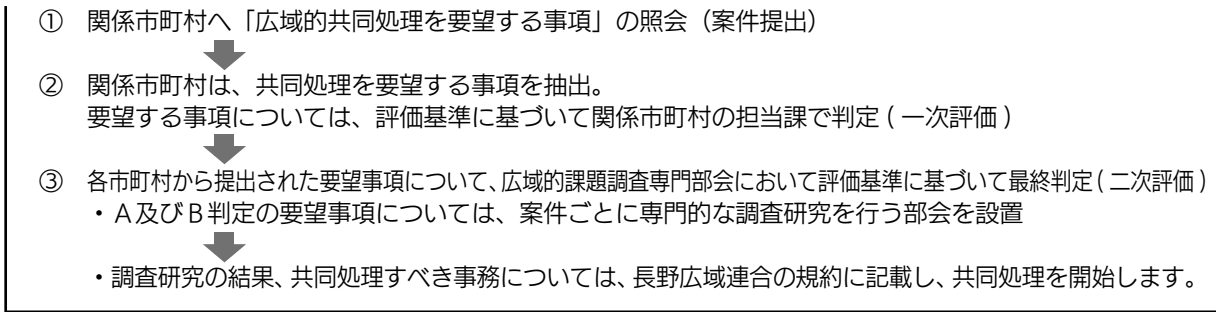 ① 関係市町村へ「広域的共同処理を要望する事項」の照会（案件提出）
② 関係市町村は、共同処理を要望する事項を抽出。
要望する事項については、評価基準に基づいて関係市町村の担当課で判定 ( 一次評価 )
③ 各市町村から提出された要望事項について、広域的課題調査専門部会において評価基準に基づいて最終判定 ( 二次評価 )
・Ａ及びＢ判定の要望事項については、案件ごとに専門的な調査研究を行う部会を設置
・調査研究の結果、共同処理すべき事務については、長野広域連合の規約に記載し、共同処理を開始します。